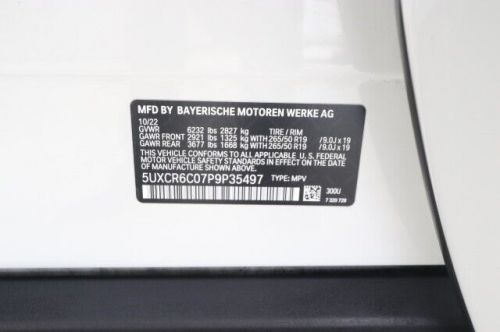 MFD BY BAYERISCHE MOTOREN WERKE AG
10/22
GVWR 6232 lbs 2827 kg TIRE / RIM
GAWR FRONT 2921 lbs 1325 kg WITH 265/50 R19 /9.0J x 19
GAWR REAR 3677 lbs 1668 kg WITH 265/50 R19 /9.0J x 19
THIS VEHICLE CONFORMS TO ALL APPLICABLE U.S. FEDERAL MOTOR VEHICLE
SAFETY STANDARDS IN EFFECT ON THE DATE OF MANUFACTURE SHOWN ABOVE.
5UXCR6C07P9P35497 TYPE: MPV
300U